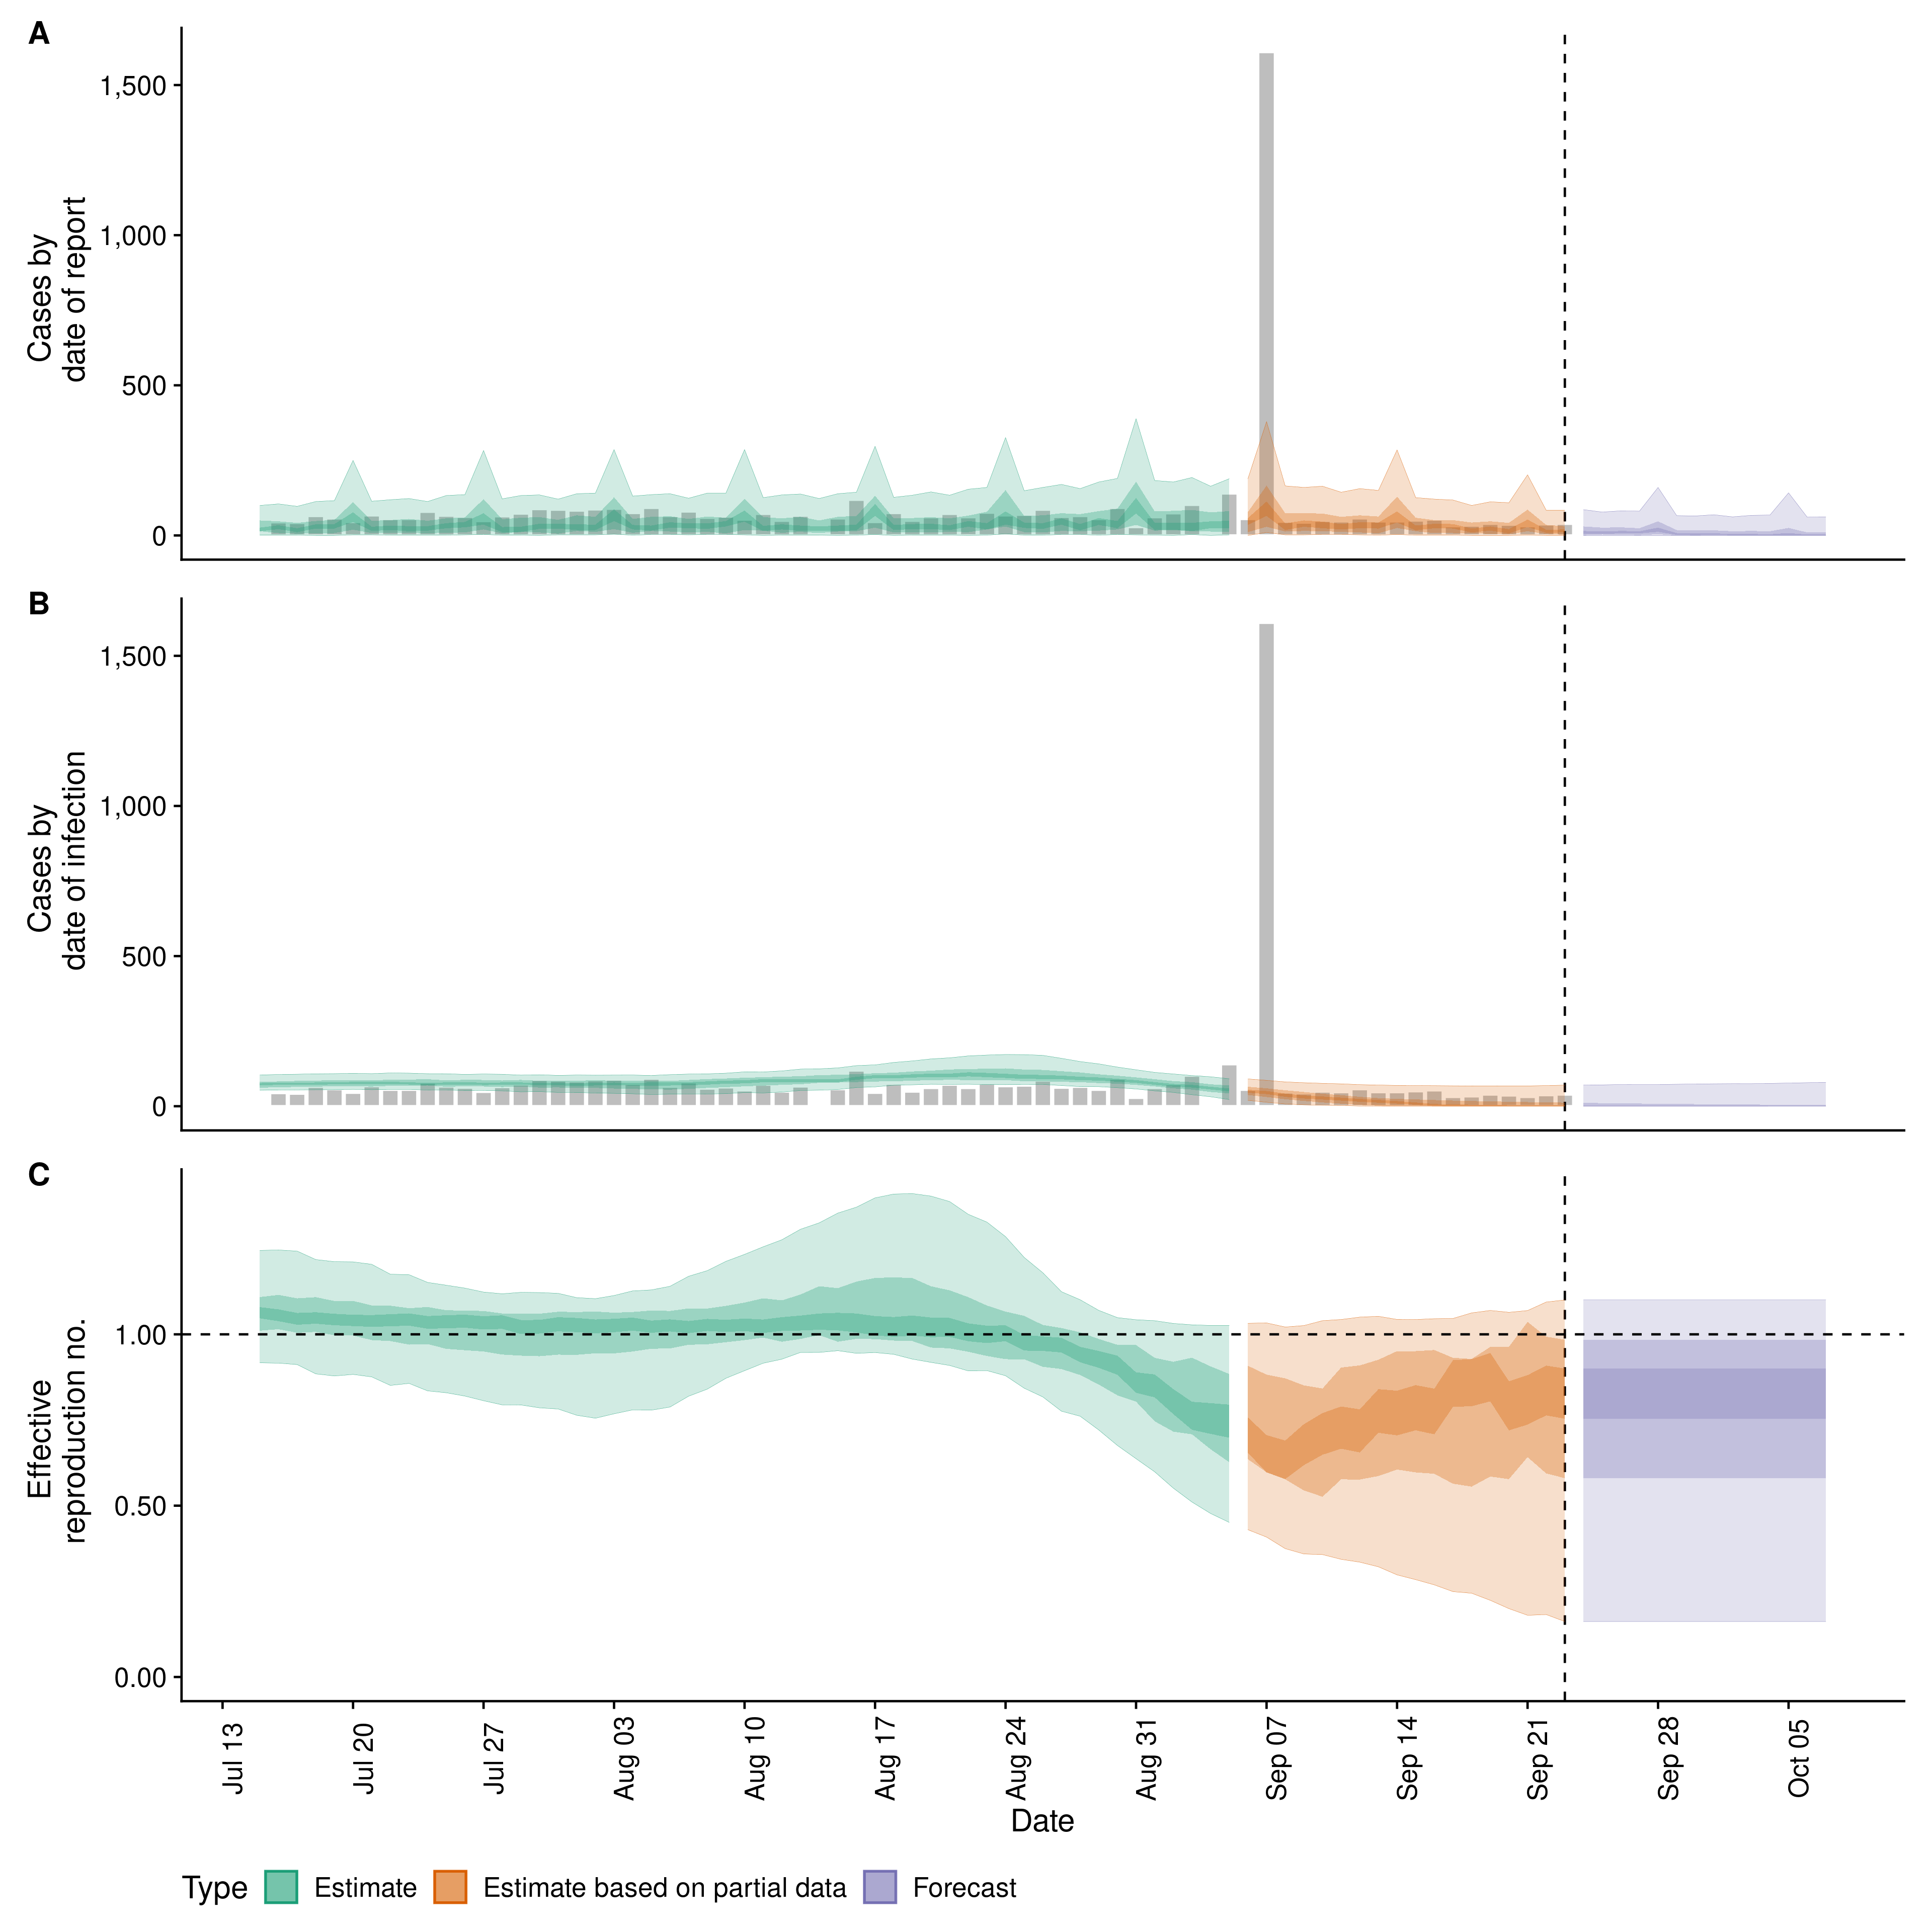 A
Cases by
date of report
1,500
1,000
500
0
B
Cases by
date of infection
1,500
1,000
500
0
C
Effective
reproduction no.
1.00
0.50
0.00
Jul 13
Jul 20
Jul 27
Aug 03
Aug 10
Aug 17
Aug 24
Aug 31
Sep 07
Sep 14
Sep 21
Sep 28
Oct 05
Date
Type Estimate Estimate based on partial data Forecast